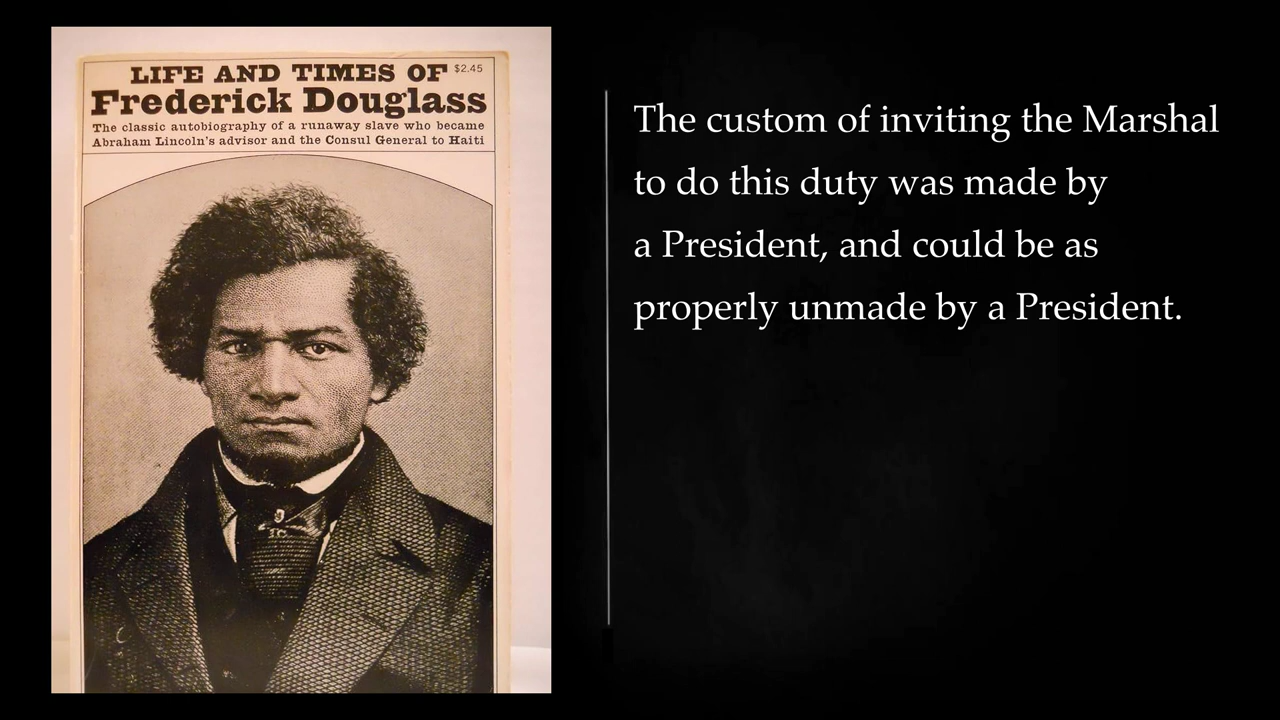 LIFE AND TIMES OF $2.45
Frederick Douglass
The classic autobiography of a runaway slave who became
Abraham Lincoln's advisor and the Consul General to Haiti
The custom of inviting the Marshal
to do this duty was made by
a President, and could be as
properly unmade by a President.